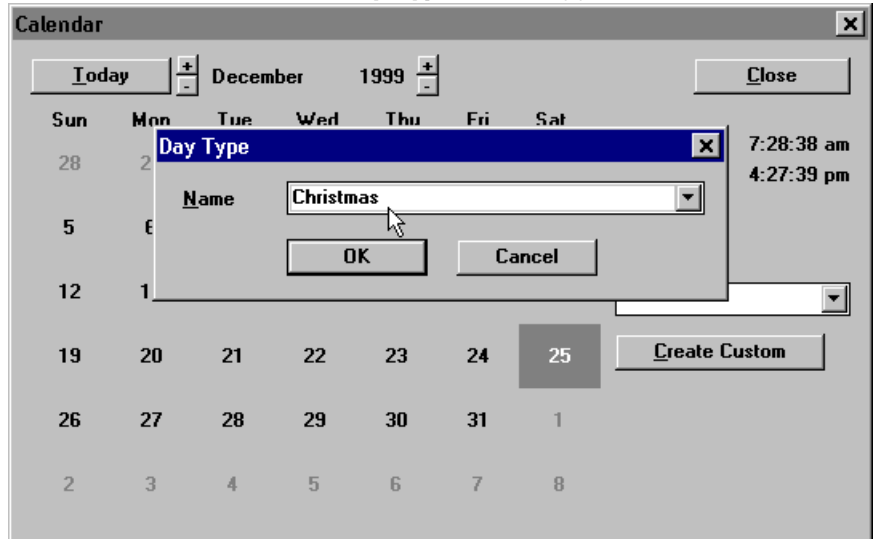 Calendar
Today + - December 1999 + - Close
Sun Mon Tue Wed Thu Fri Sat
Day Type
7:28:38 am
28 2
4:27:39 pm
Name Christmas
5
OK Cancel
12 1
19 20 21 22 23 24 25 Create Custom
26 27 28 29 30 31 1
2 3 4 5 6 7 8